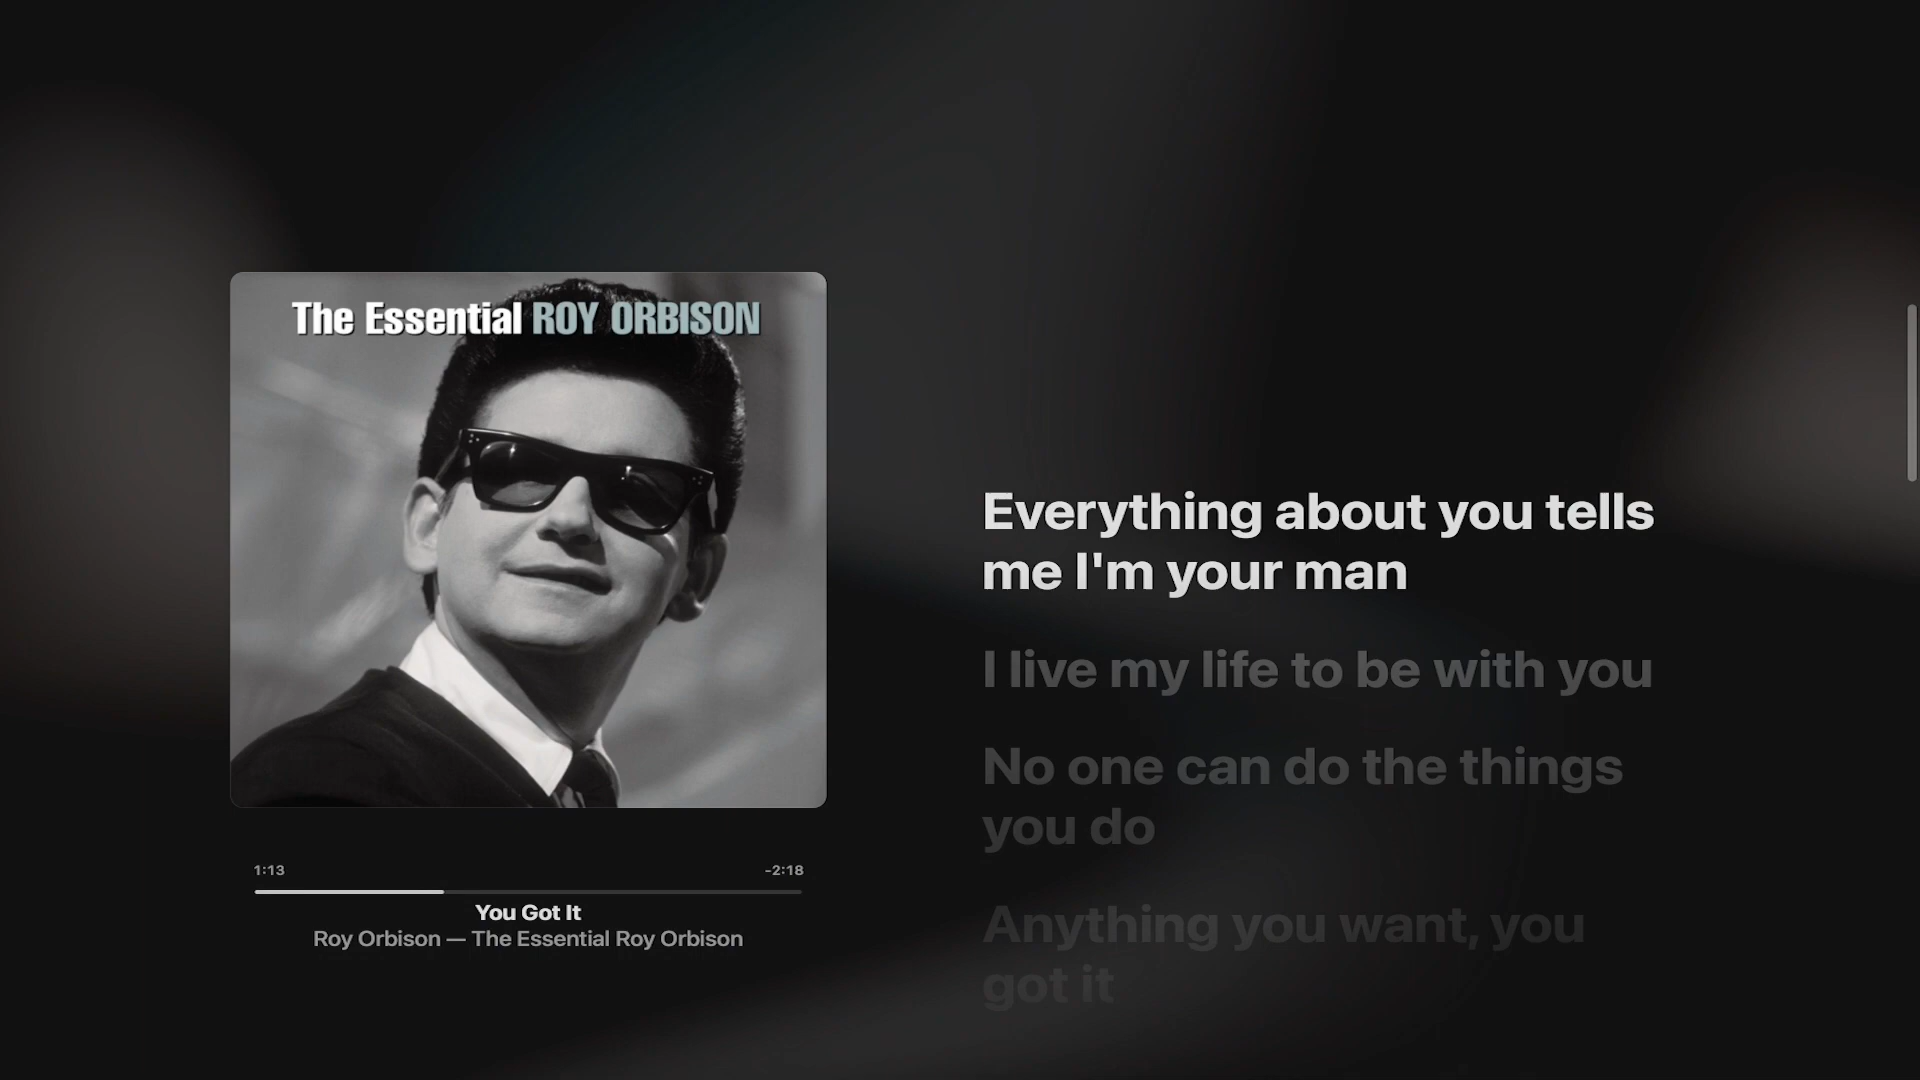 The Essential ROY ORBISON
1:13
-2:18
You Got It
Roy Orbison — The Essential Roy Orbison
Everything about you tells
me I'm your man
I live my life to be with you
No one can do the things
you do
Anything you want, you
got it